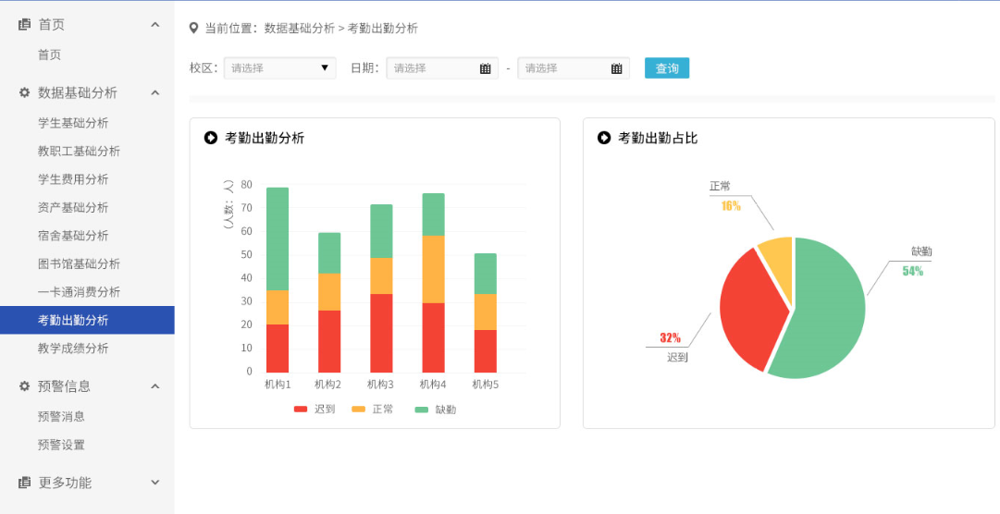 首页
首页
数据基础分析
学生基础分析
教职工基础分析
学生费用分析
资产基础分析
宿舍基础分析
图书馆基础分析
一卡通消费分析
考勤出勤分析
教学成绩分析
预警信息
预警消息
预警设置
更多功能
当前位置：数据基础分析 > 考勤出勤分析
校区： 请选择 日期： 请选择 - 请选择 查询
考勤出勤分析
（人数：人）
80
70
60
50
40
30
20
10
0
机构1 机构2 机构3 机构4 机构5
迟到 正常 缺勤
考勤出勤占比
正常
16%
缺勤
54%
32%
迟到